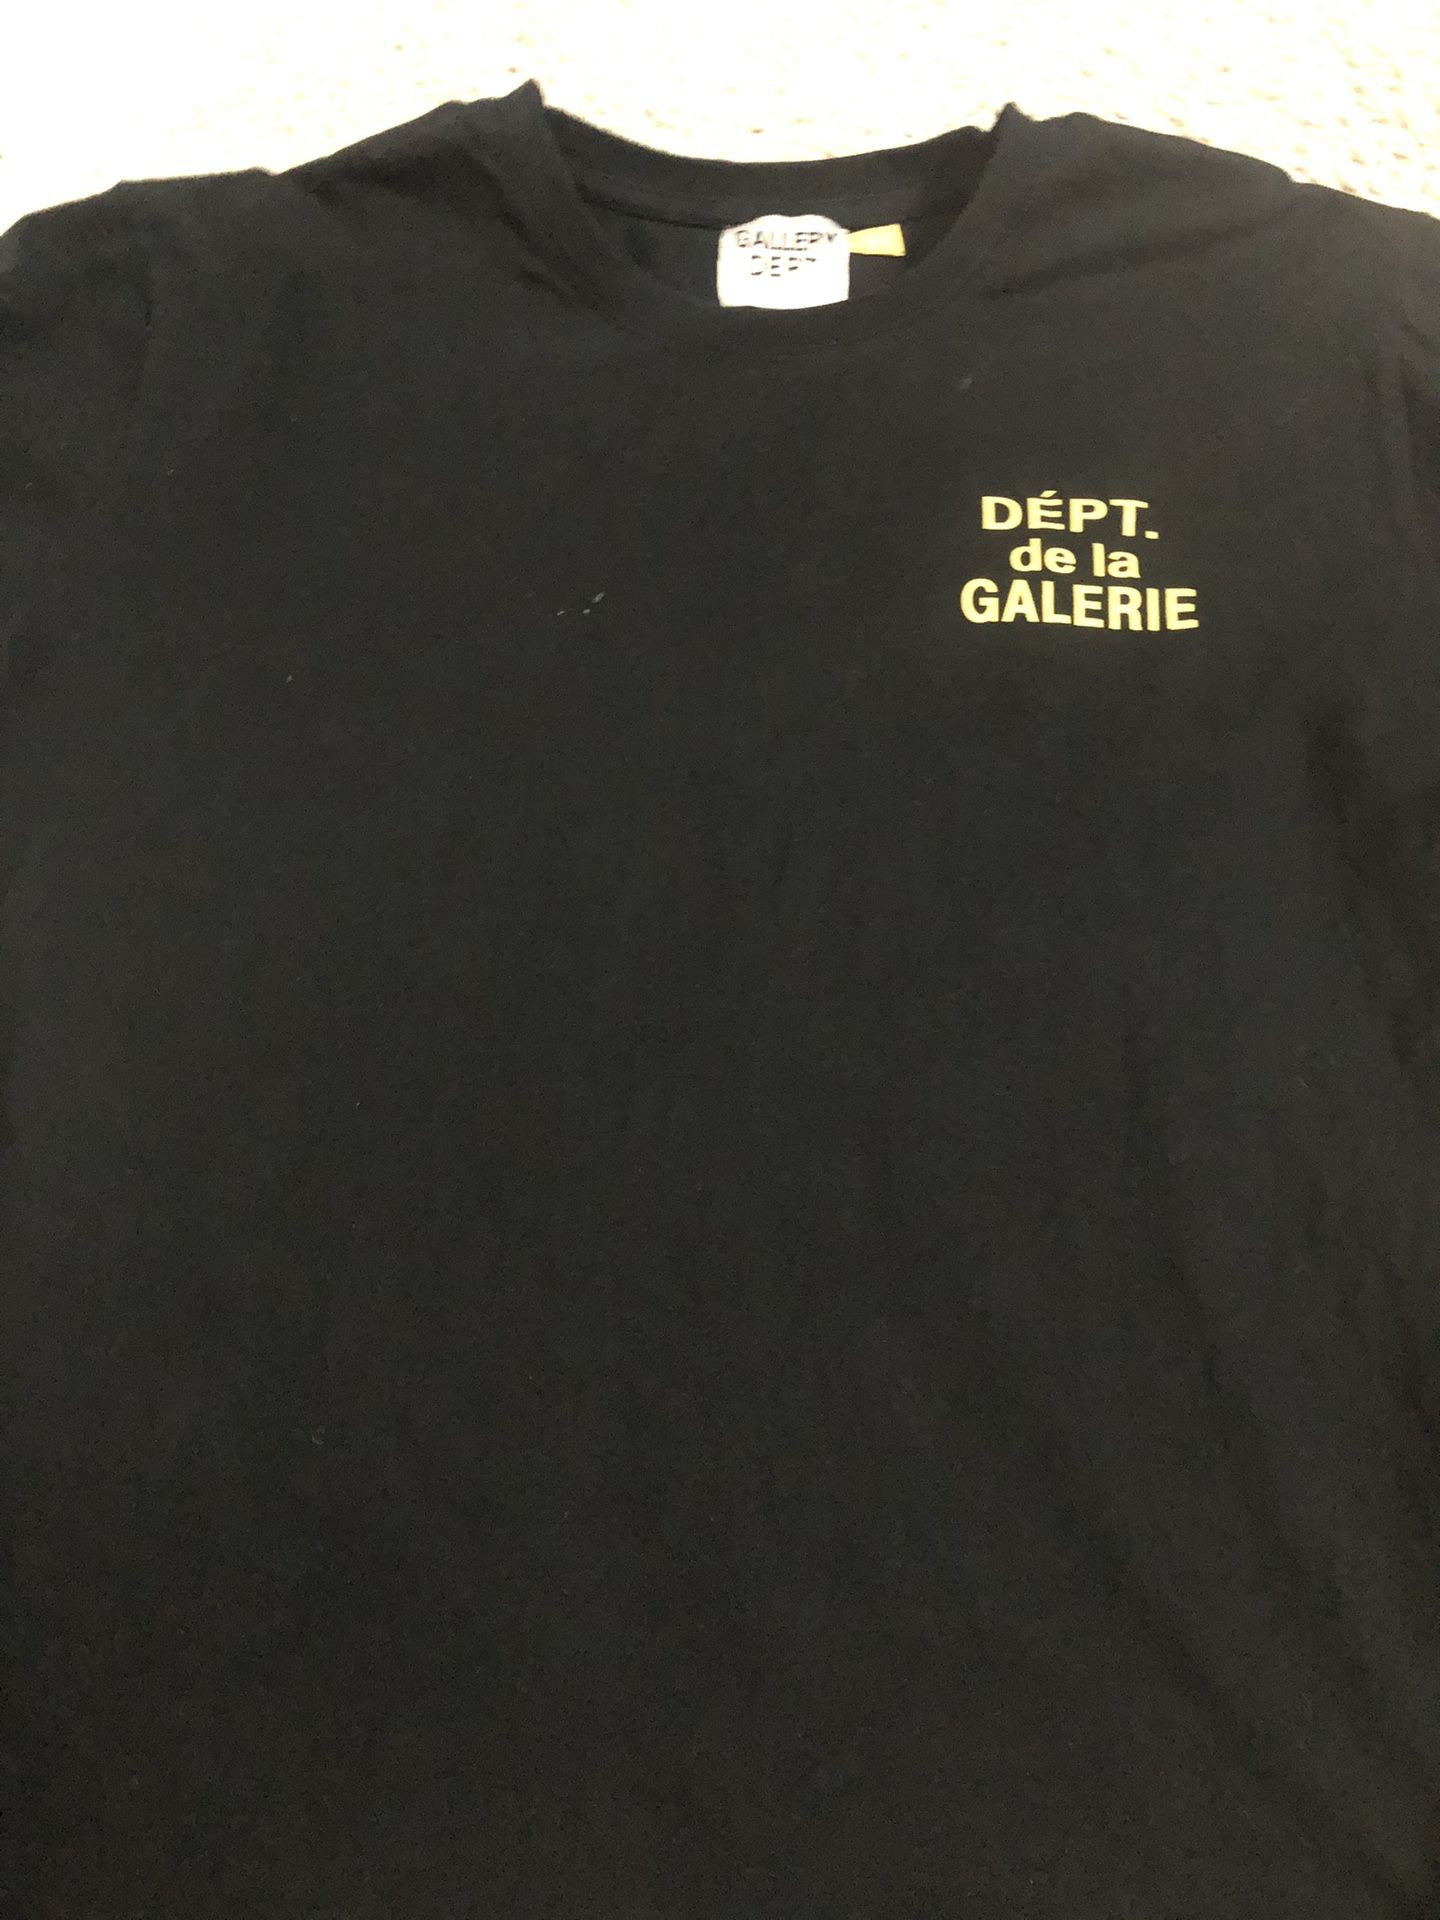 GALLERY
DEPT
DÉPT.
de la
GALERIE